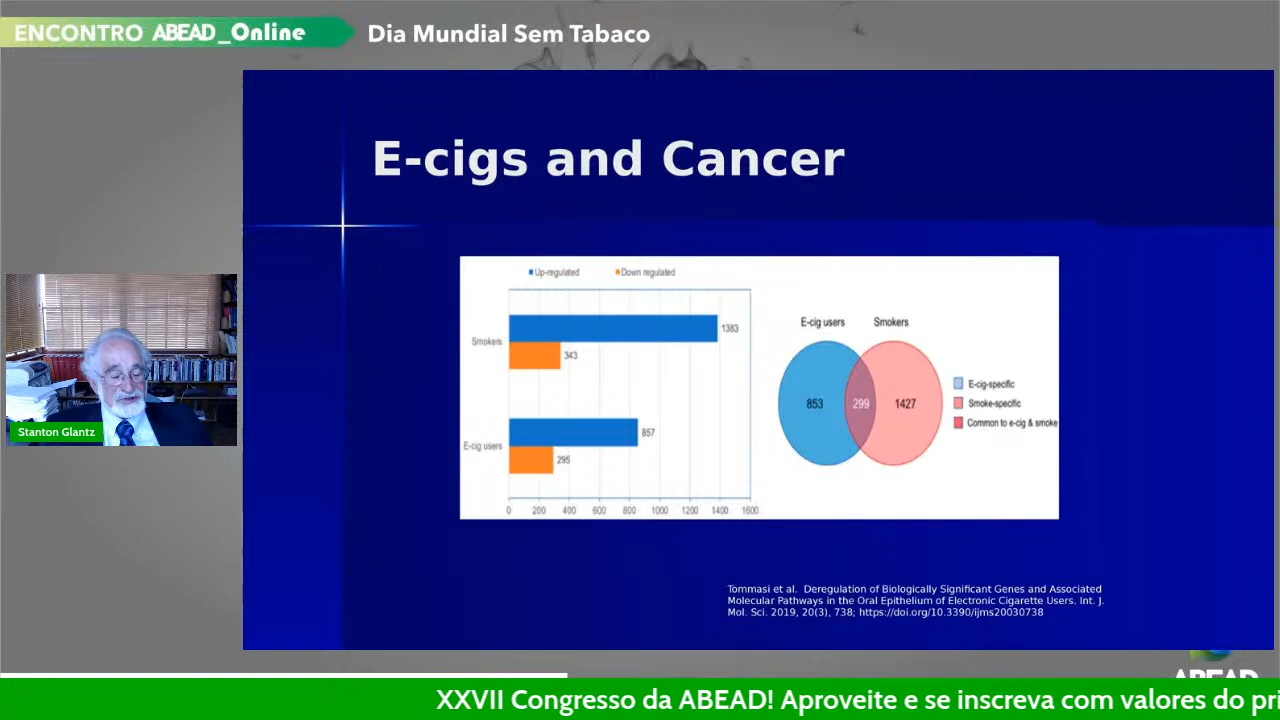 ENCONTRO ABEAD_Online
Dia Mundial Sem Tabaco
E-cigs and Cancer
Up-regulated
Down regulated
Smokers
1383
343
E-cig users
857
295
0 200 400 600 800 1000 1200 1400 1600
E-cig users Smokers
853 299 1427
E-cig-specific
Smoke-specific
Common to e-cig & smoke
Stanton Glantz
Tommasi et al. Deregulation of Biologically Significant Genes and Associated
Molecular Pathways in the Oral Epithelium of Electronic Cigarette Users. Int. J.
Mol. Sci. 2019, 20(3), 738; https://doi.org/10.3390/ijms20030738
ABEAD
XXVII Congresso da ABEAD! Aproveite e se inscreva com valores do pri